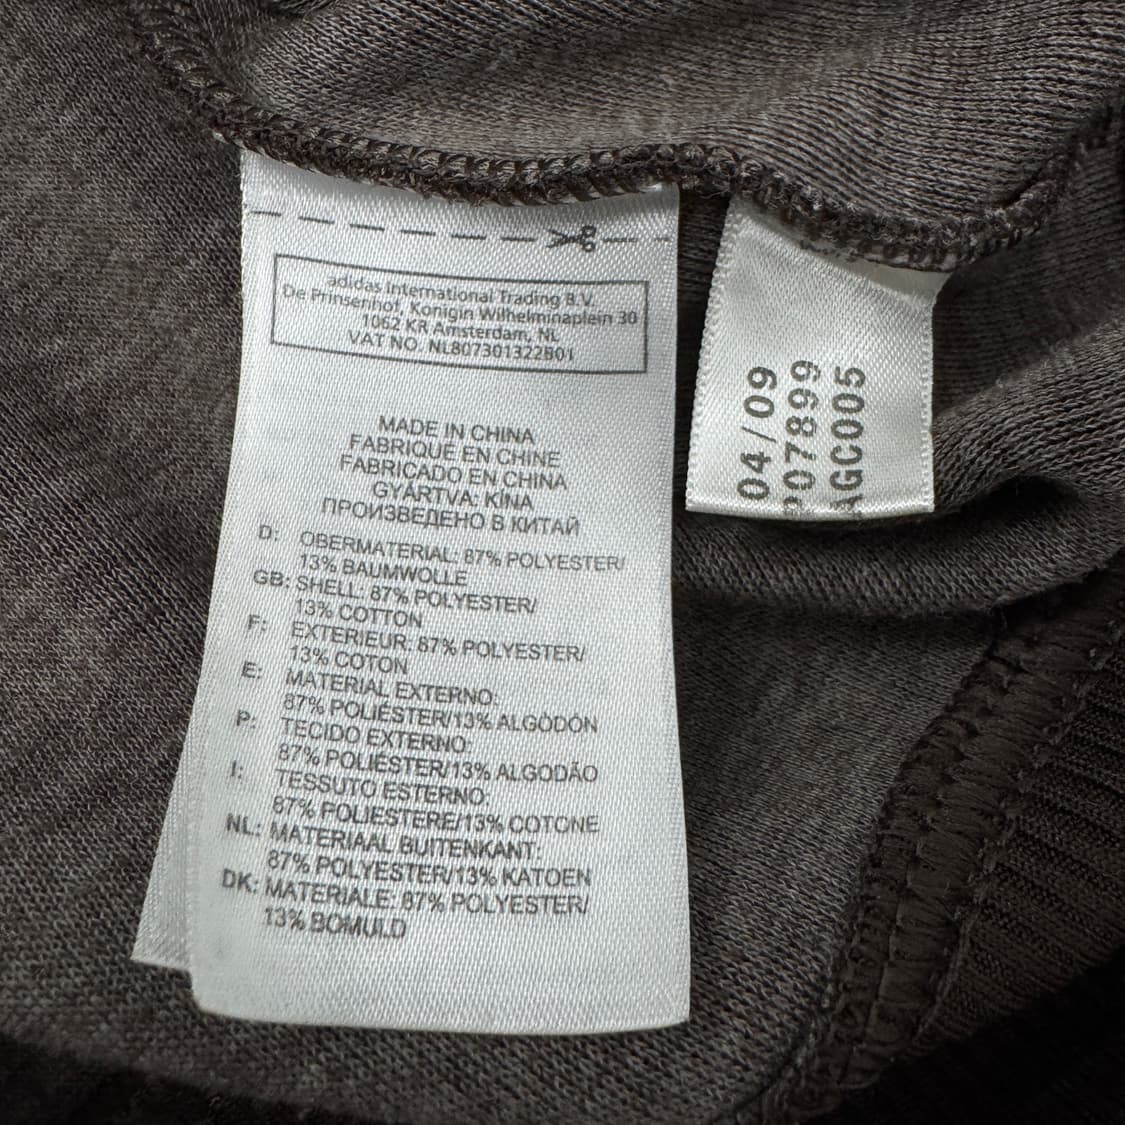 adidas International Trading B.V.
De Prinsenhof, Konigin Wilhelminaplein 30
1062 KR Amsterdam, NL
VAT NO. NL807301322B01
MADE IN CHINA
FABRIQUÉ EN CHINE
FABRICADO EN CHINA
GYÁRTVA: KÍNA
ПРОИЗВЕДЕНО В КИТАЙ
D: OBERMATERIAL: 87% POLYESTER/
13% BAUMWOLLE
GB: SHELL: 87% POLYESTER/
13% COTTON
F: EXTERIEUR: 87% POLYESTER/
13% COTON
E: MATERIAL EXTERNO:
87% POLIÉSTER/13% ALGODÓN
P: TECIDO EXTERNO:
87% POLIÉSTER/13% ALGODÃO
I: TESSUTO ESTERNO:
87% POLIESTERE/13% COTONE
NL: MATERIAAL BUITENKANT:
87% POLYESTER/13% KATOEN
DK: MATERIALE: 87% POLYESTER/
13% BOMULD
04/09
P07899
AGC005